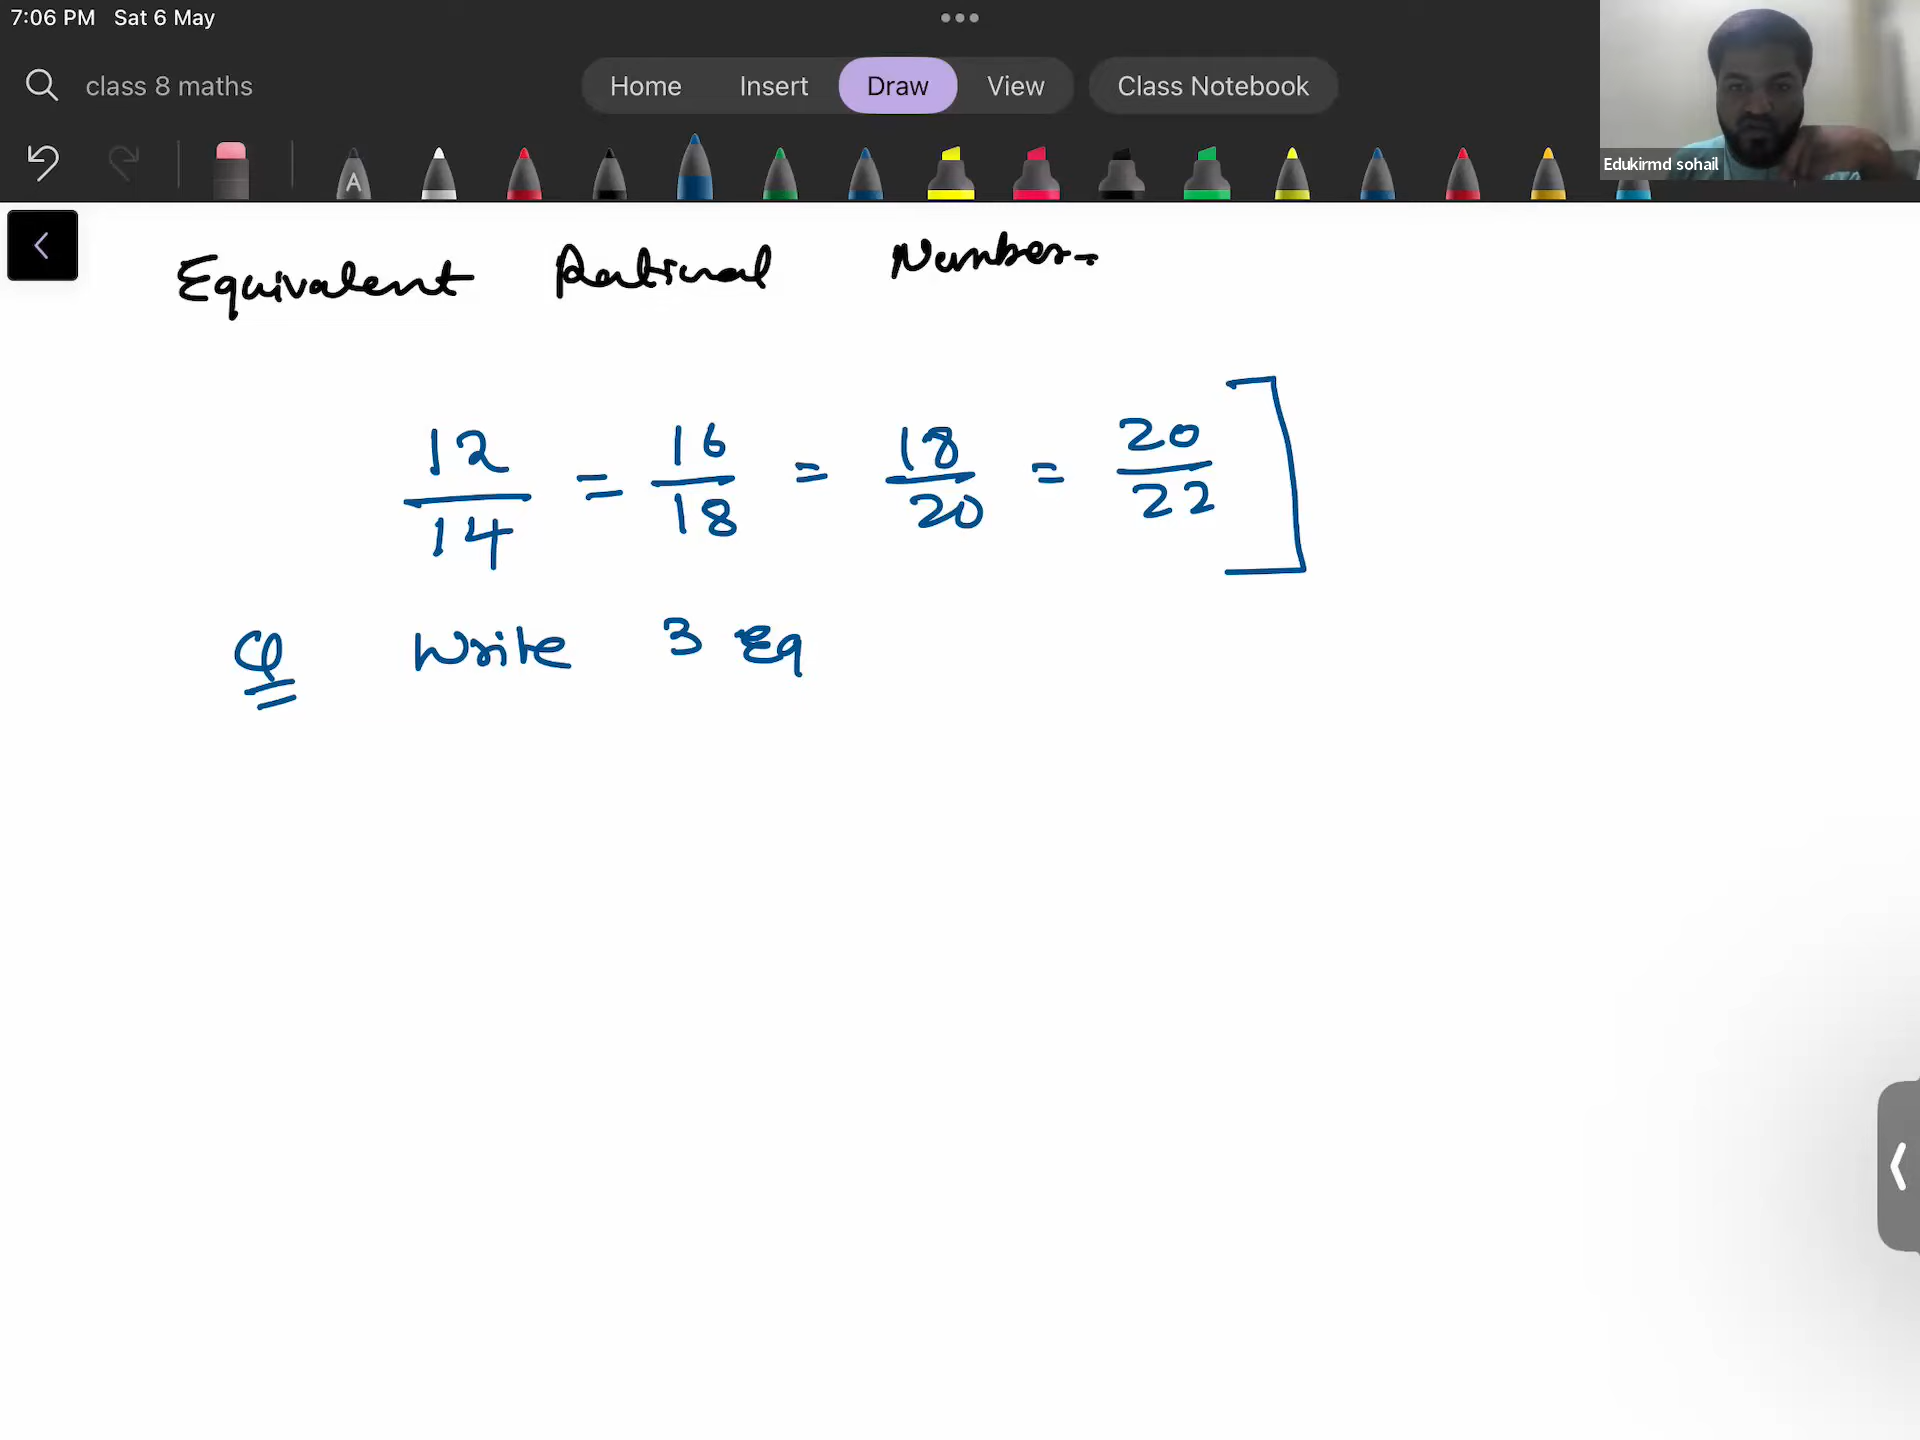 7:06 PM Sat 6 May
class 8 maths
Home Insert Draw View Class Notebook
A
Edukirmd sohail
Equivalent Rational Number-
12/14 = 16/18 = 18/20 = 20/22 ]
Q Write 3 Eq